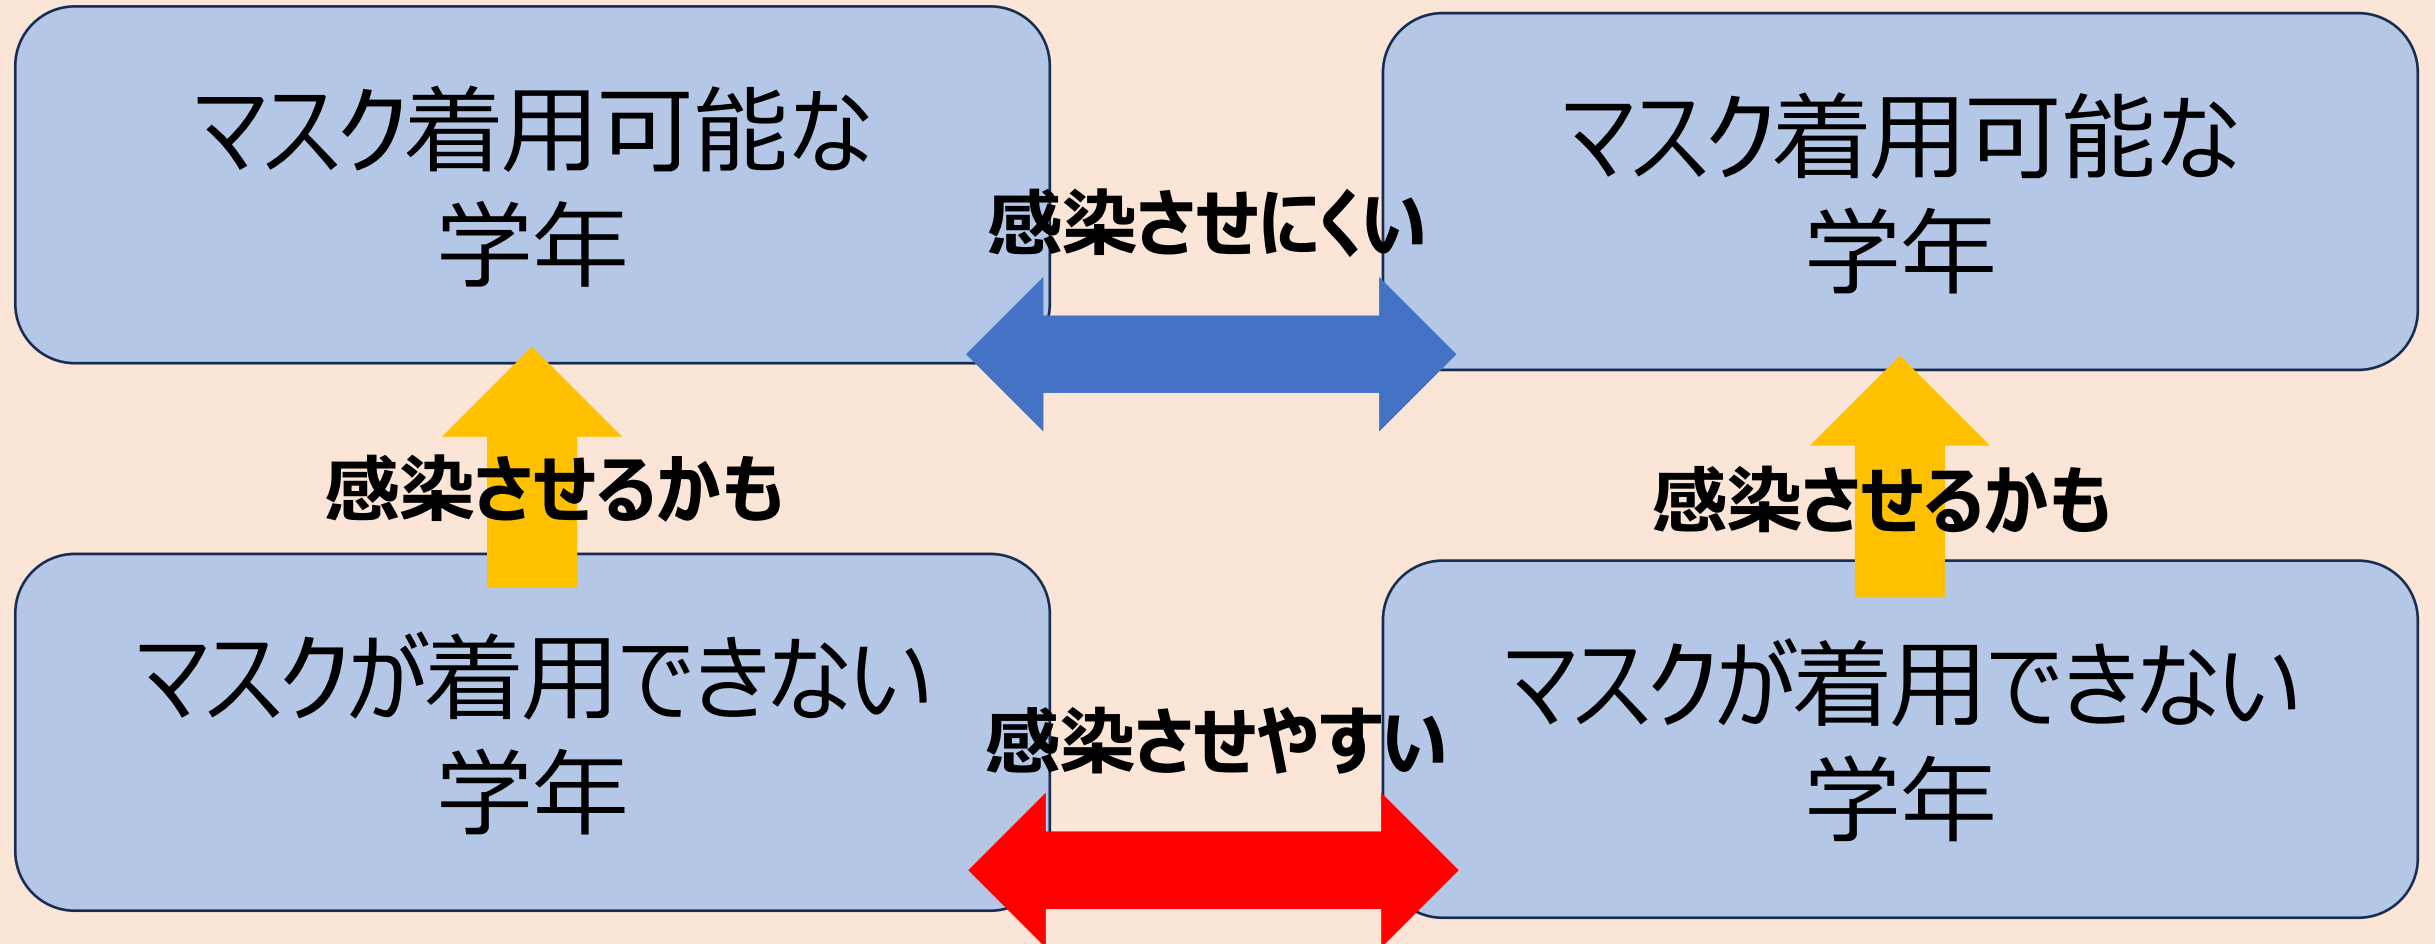 マスク着用可能な
学年
感染させにくい
マスク着用可能な
学年
感染させるかも
感染させるかも
マスクが着用できない
学年
感染させやすい
マスクが着用できない
学年